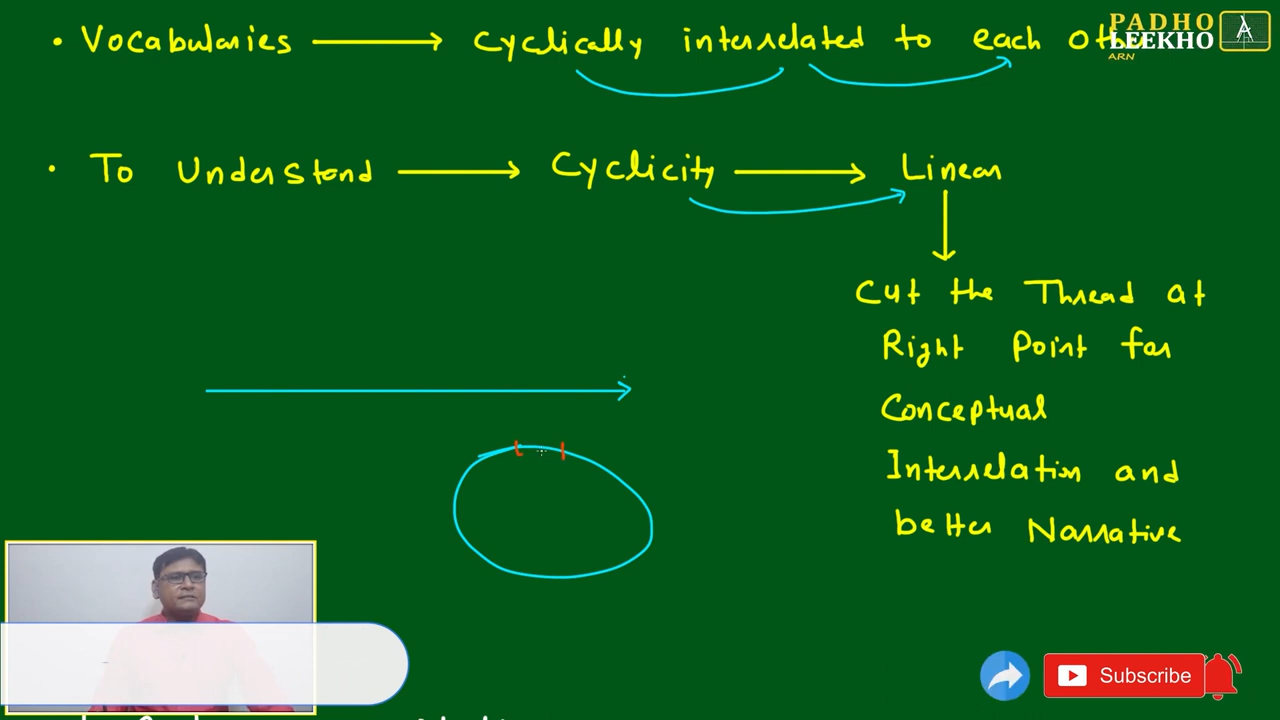 • Vocabularies → Cyclically interrelated to each
PADHO
LEEKHO
ARN
• To Understand → Cyclicity → Linear
Cut the Thread at
Right Point for
Conceptual
Interrelation and
better Narrative
Subscribe